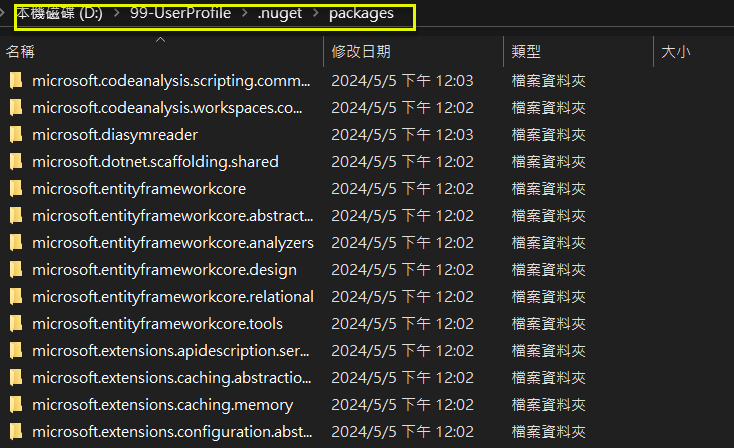 本機磁碟 (D:) > 99-UserProfile > .nuget > packages
名稱 修改日期 類型 大小
microsoft.codeanalysis.scripting.comm... 2024/5/5 下午 12:03 檔案資料夾
microsoft.codeanalysis.workspaces.co... 2024/5/5 下午 12:02 檔案資料夾
microsoft.diasymreader 2024/5/5 下午 12:03 檔案資料夾
microsoft.dotnet.scaffolding.shared 2024/5/5 下午 12:02 檔案資料夾
microsoft.entityframeworkcore 2024/5/5 下午 12:02 檔案資料夾
microsoft.entityframeworkcore.abstract... 2024/5/5 下午 12:02 檔案資料夾
microsoft.entityframeworkcore.analyzers 2024/5/5 下午 12:02 檔案資料夾
microsoft.entityframeworkcore.design 2024/5/5 下午 12:02 檔案資料夾
microsoft.entityframeworkcore.relational 2024/5/5 下午 12:02 檔案資料夾
microsoft.entityframeworkcore.tools 2024/5/5 下午 12:02 檔案資料夾
microsoft.extensions.apidescription.ser... 2024/5/5 下午 12:02 檔案資料夾
microsoft.extensions.caching.abstractio... 2024/5/5 下午 12:02 檔案資料夾
microsoft.extensions.caching.memory 2024/5/5 下午 12:02 檔案資料夾
microsoft.extensions.configuration.abst... 2024/5/5 下午 12:02 檔案資料夾